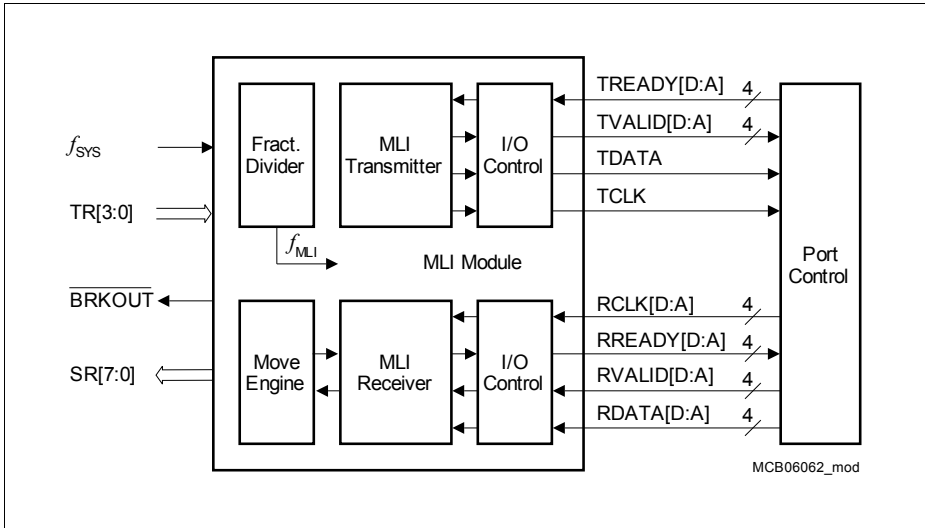 f_SYS
TR[3:0]
BRKOUT
SR[7:0]
Fract.
Divider
f_MLI
MLI
Transmitter
I/O
Control
MLI Module
Move
Engine
MLI
Receiver
I/O
Control
TREADY[D:A] 4
TVALID[D:A] 4
TDATA
TCLK
RCLK[D:A] 4
RREADY[D:A] 4
RVALID[D:A] 4
RDATA[D:A] 4
Port
Control
MCB06062_mod